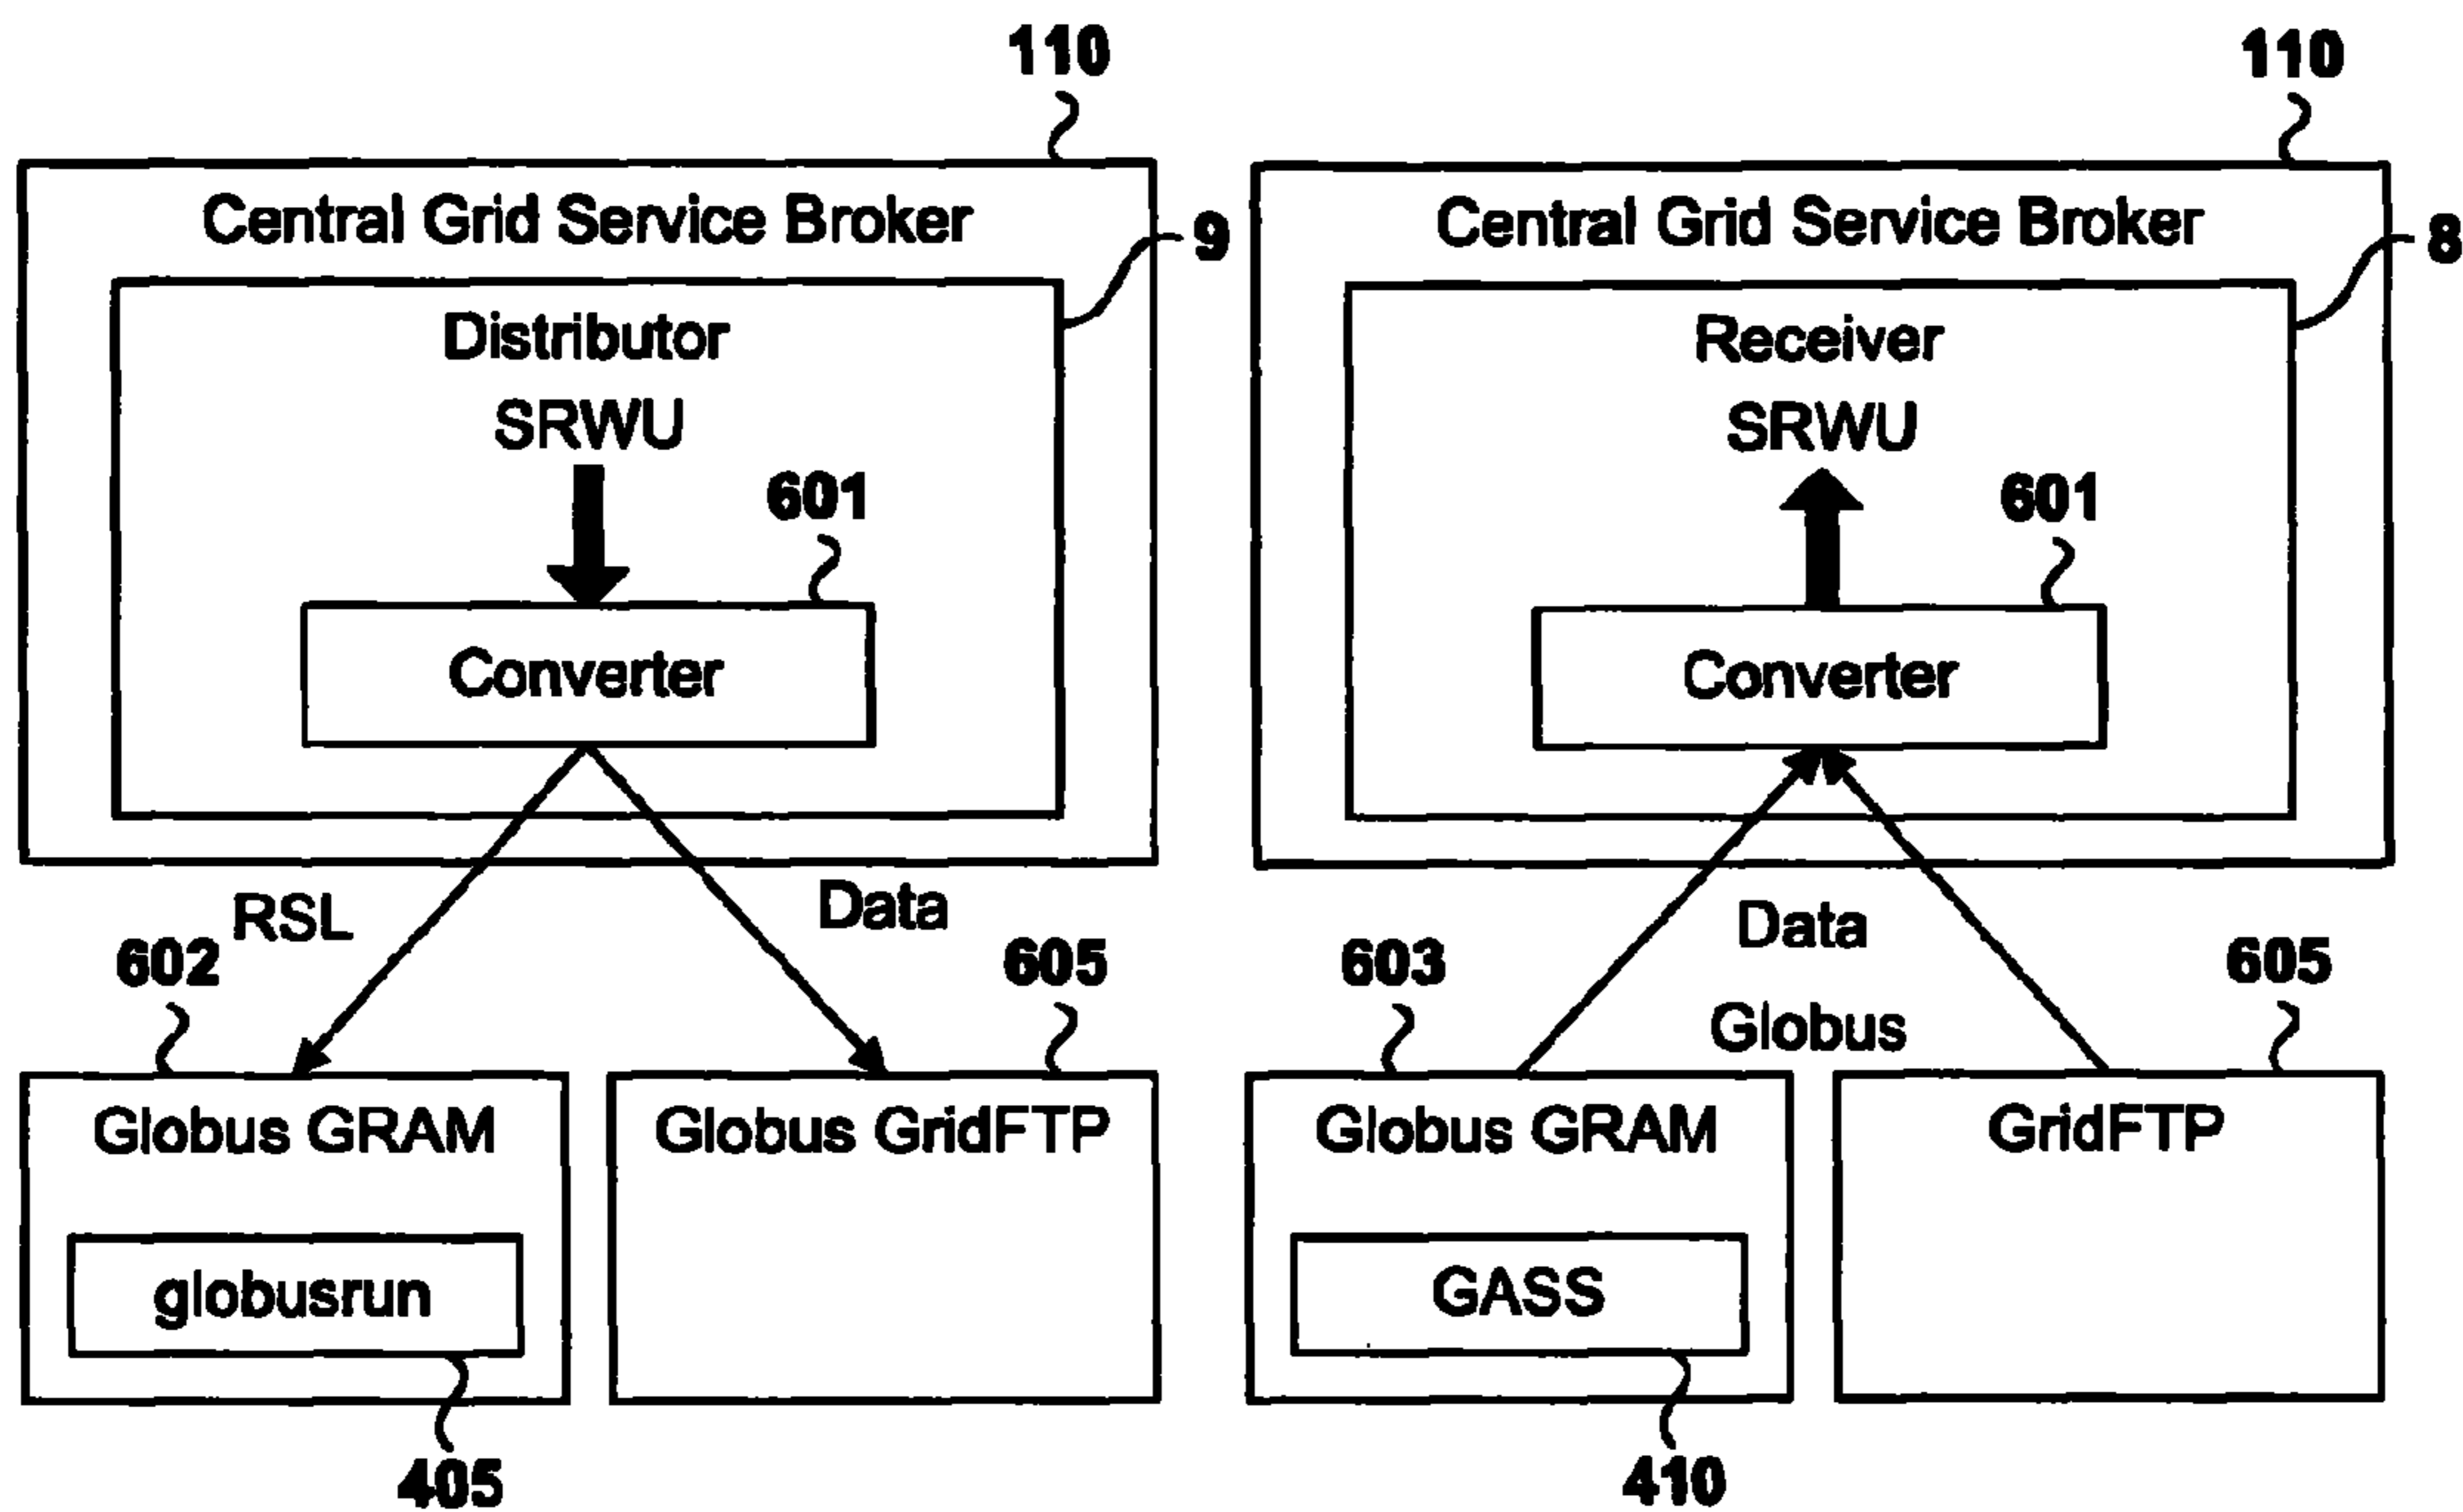 110
Central Grid Service Broker
9
Distributor
SRWU
601
Converter
RSL
Data
602
605
Globus GRAM
globusrun
405
Globus GridFTP
110
Central Grid Service Broker
8
Receiver
SRWU
601
Converter
Data
603
605
Globus
Globus GRAM
GASS
410
GridFTP